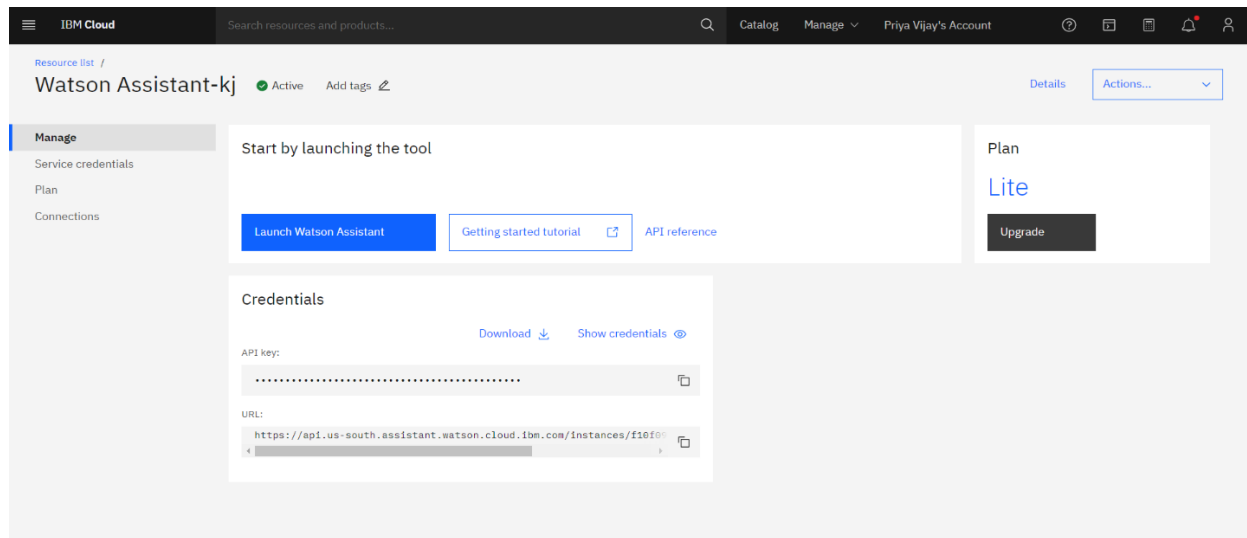 IBM Cloud Search resources and products... Catalog Manage Priya Vijay's Account
Resource list /
Watson Assistant-kj Active Add tags Details Actions...
Manage
Service credentials
Plan
Connections
Start by launching the tool
Launch Watson Assistant Getting started tutorial API reference
Plan
Lite
Upgrade
Credentials
Download Show credentials
API key:
............................................
URL:
https://api.us-south.assistant.watson.cloud.ibm.com/instances/f10f05